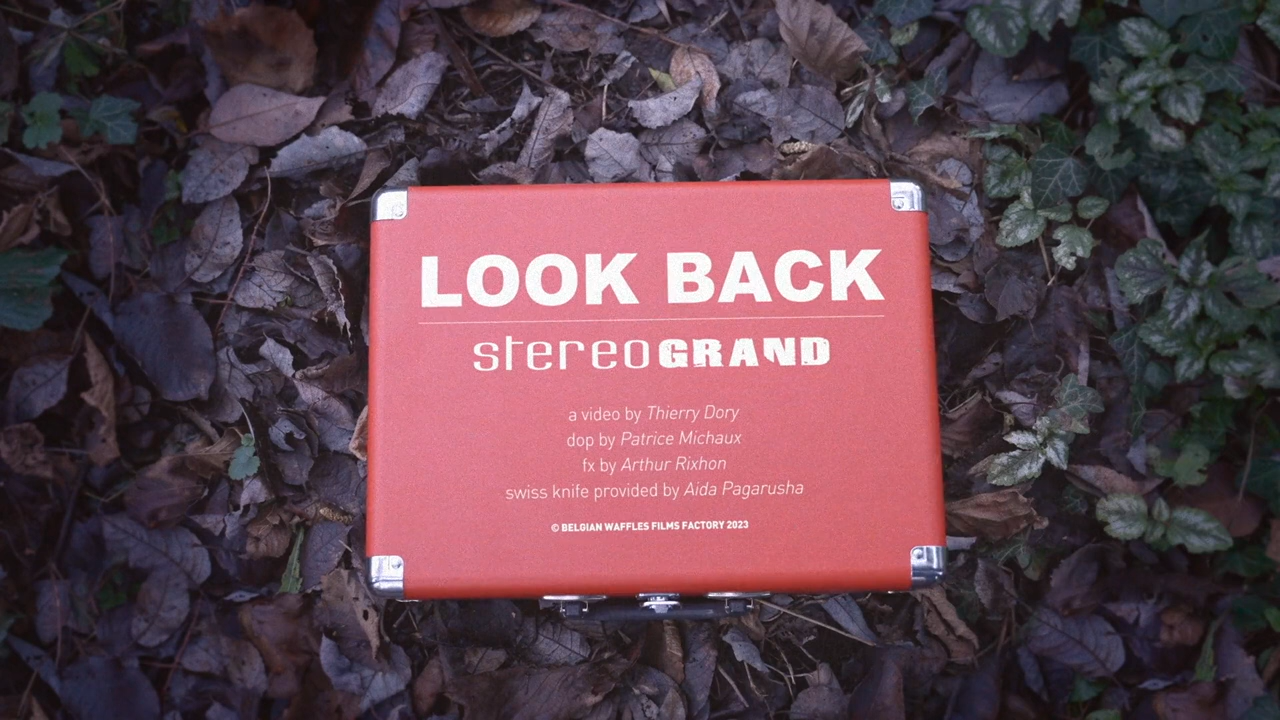 LOOK BACK
stereoGRAND
a video by Thierry Dory
dop by Patrice Michaux
fx by Arthur Rixhon
swiss knife provided by Aida Pagarusha
© BELGIAN WAFFLES FILMS FACTORY 2023